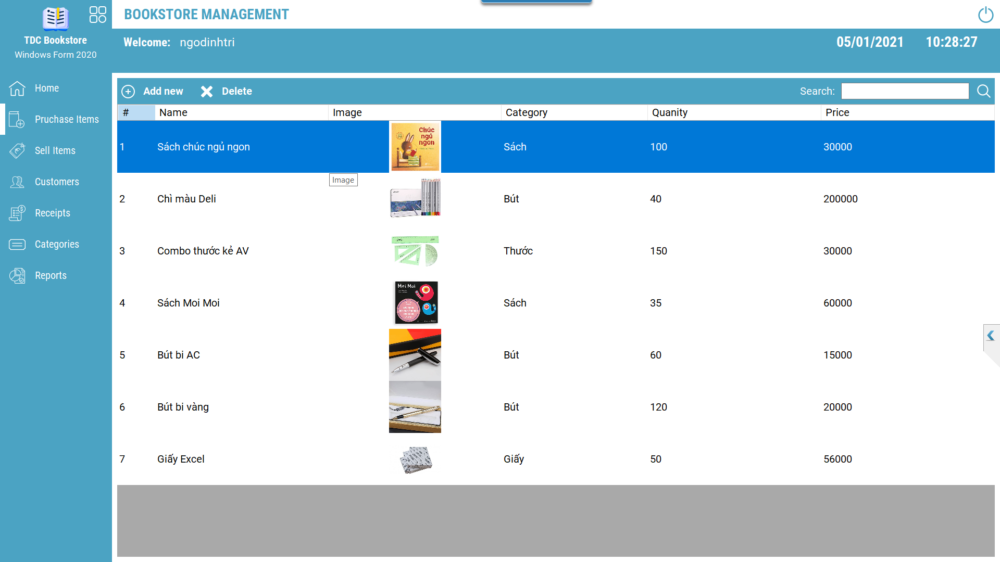 BOOKSTORE MANAGEMENT
TDC Bookstore
Windows Form 2020
Welcome: ngodinhtri
05/01/2021 10:28:27
Home
Pruchase Items
Sell Items
Customers
Receipts
Categories
Reports
Add new Delete Search:
# Name Image Category Quanity Price
1 Sách chúc ngủ ngon Sách 100 30000
Chúc
ngủ
ngon
Image
2 Chì màu Deli Bút 40 200000
3 Combo thước kẻ AV Thước 150 30000
4 Sách Moi Moi Sách 35 60000
Moi Moi
5 Bút bi AC Bút 60 15000
6 Bút bi vàng Bút 120 20000
7 Giấy Excel Giấy 50 56000